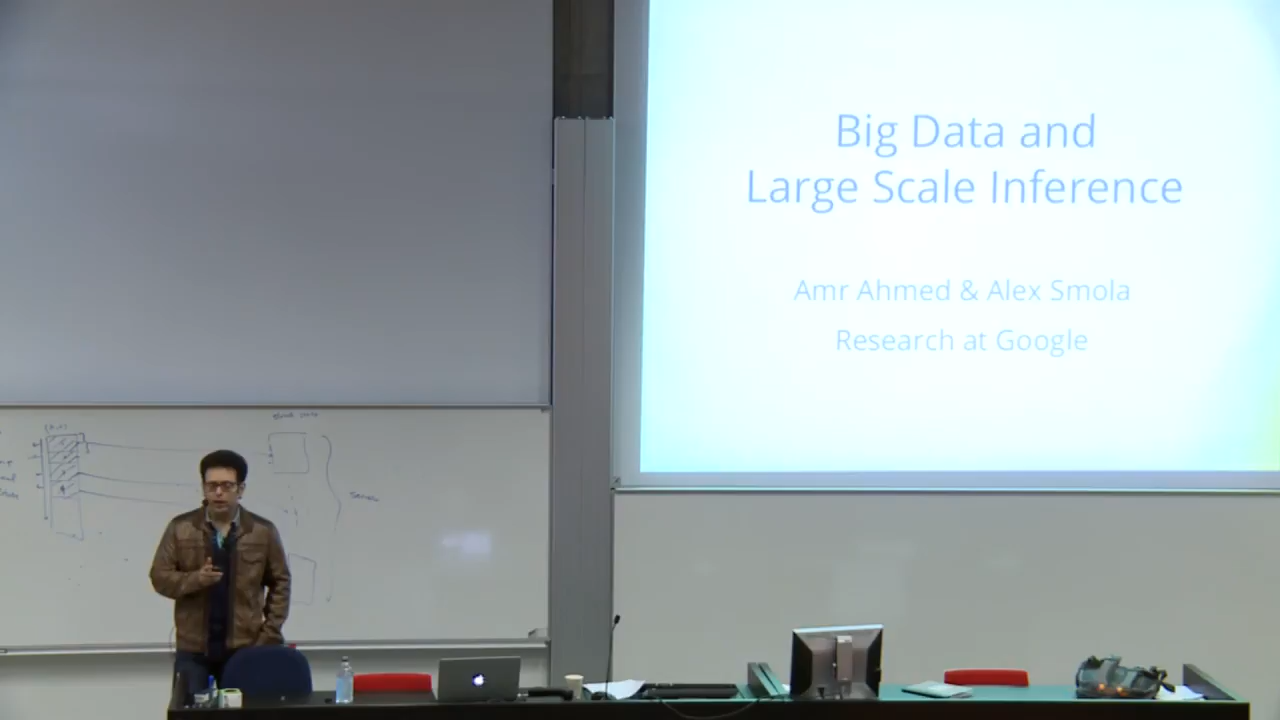 Big Data and
Large Scale Inference
Amr Ahmed & Alex Smola
Research at Google